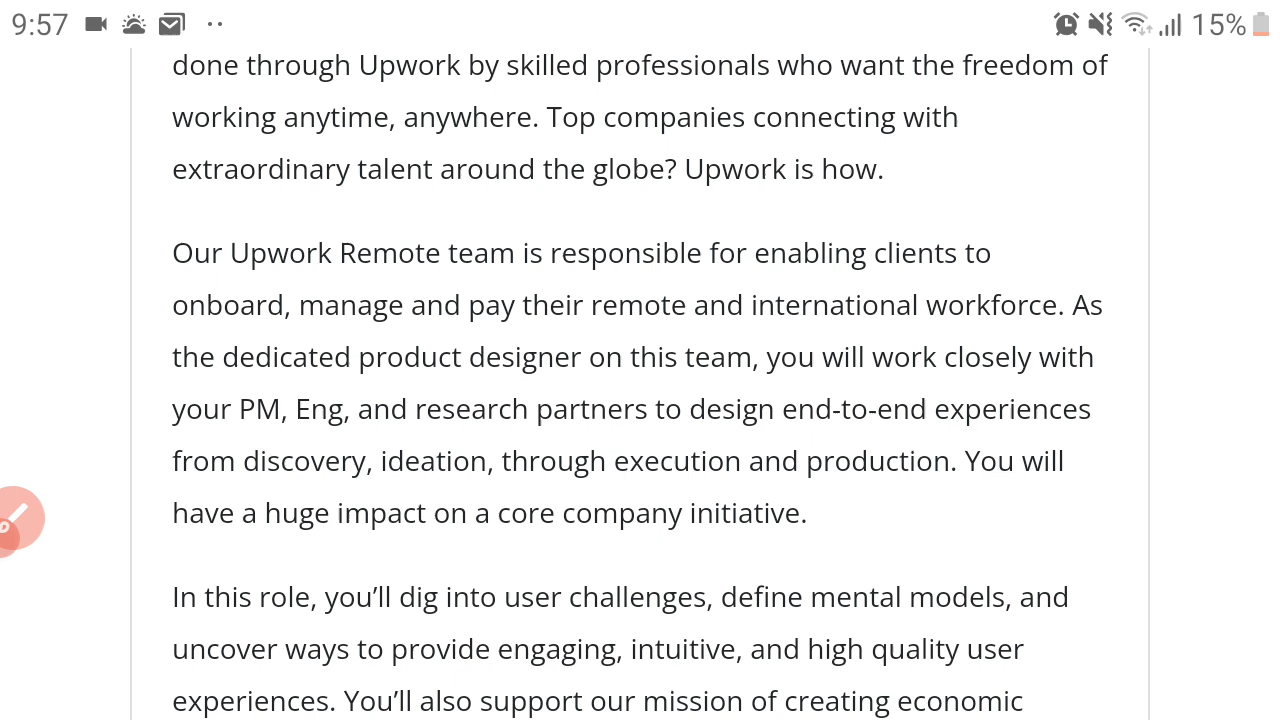 9:57 15%
done through Upwork by skilled professionals who want the freedom of
working anytime, anywhere. Top companies connecting with
extraordinary talent around the globe? Upwork is how.
Our Upwork Remote team is responsible for enabling clients to
onboard, manage and pay their remote and international workforce. As
the dedicated product designer on this team, you will work closely with
your PM, Eng, and research partners to design end-to-end experiences
from discovery, ideation, through execution and production. You will
have a huge impact on a core company initiative.
In this role, you’ll dig into user challenges, define mental models, and
uncover ways to provide engaging, intuitive, and high quality user
experiences. You’ll also support our mission of creating economic